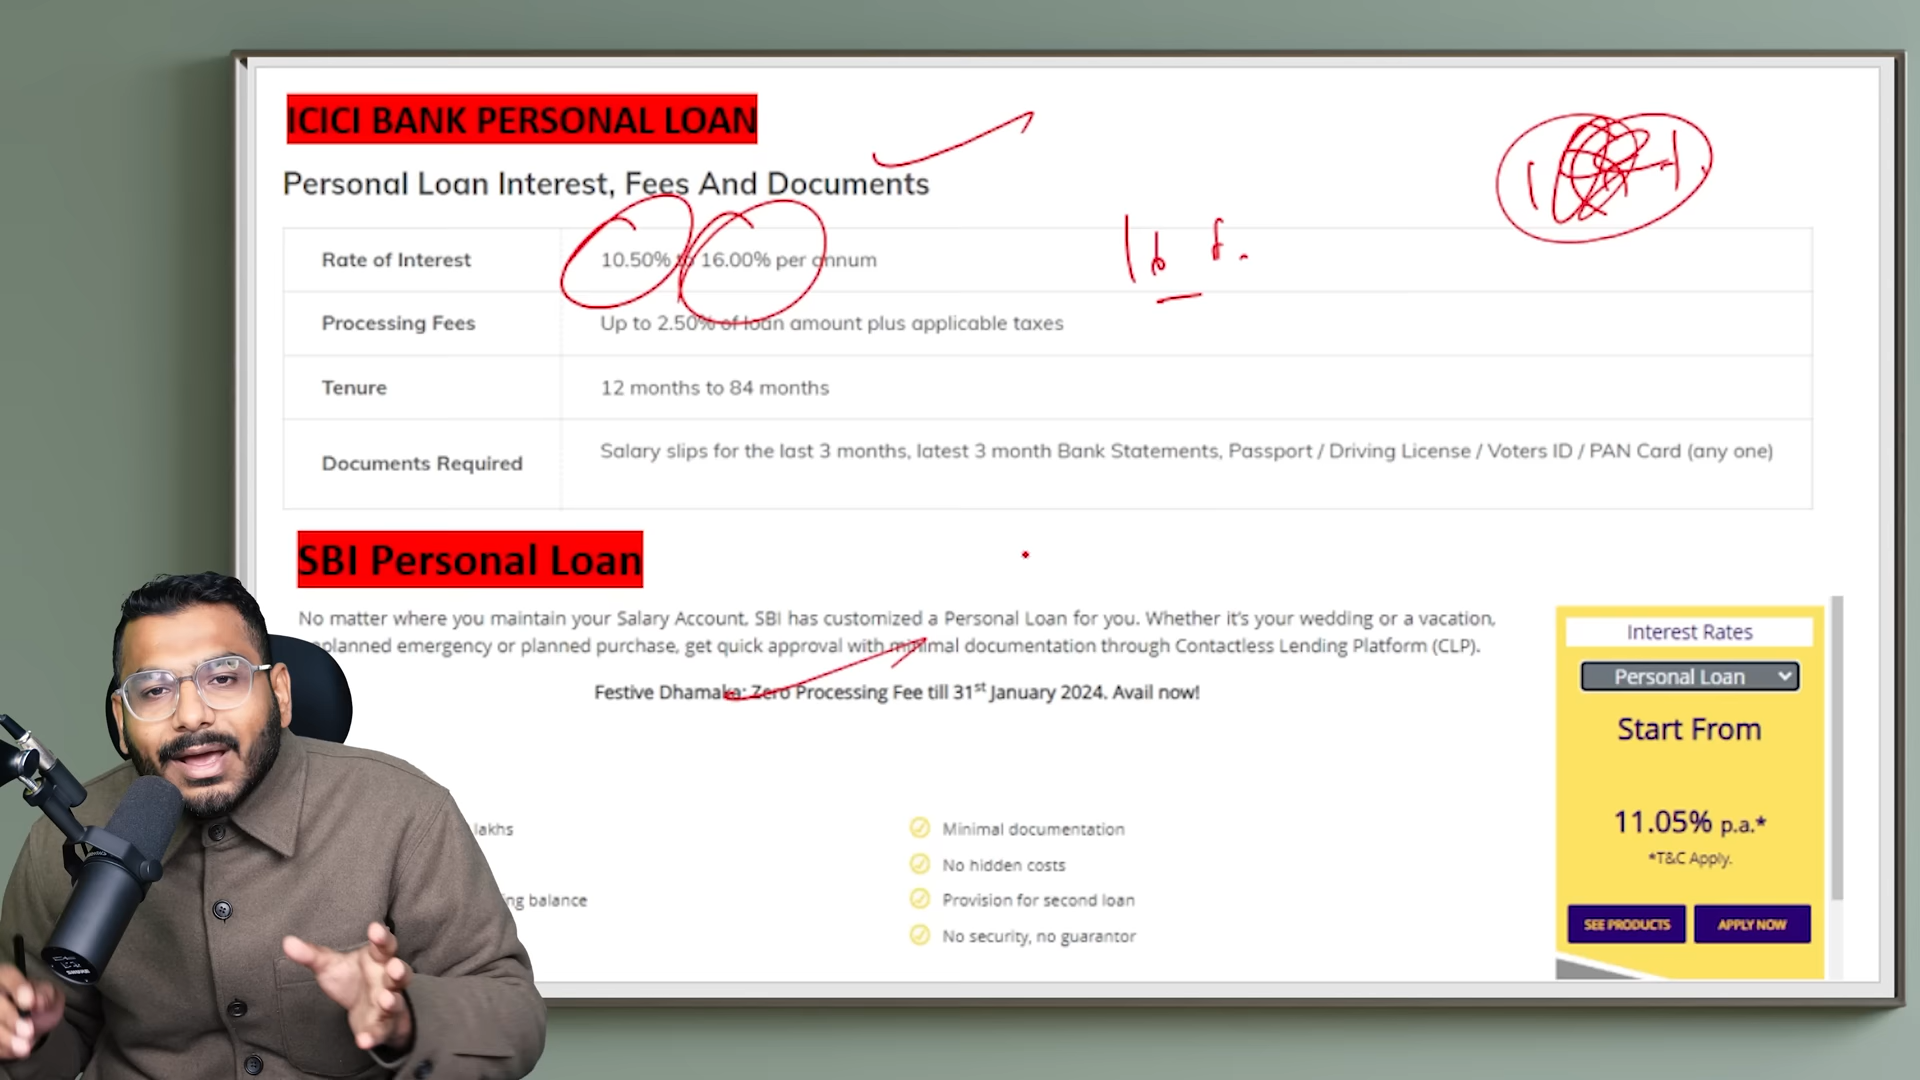 ICICI BANK PERSONAL LOAN
Personal Loan Interest, Fees And Documents
Rate of Interest 10.50% to 16.00% per annum
Processing Fees Up to 2.50% of loan amount plus applicable taxes
Tenure 12 months to 84 months
Documents Required Salary slips for the last 3 months, latest 3 month Bank Statements, Passport / Driving License / Voters ID / PAN Card (any one)
SBI Personal Loan
No matter where you maintain your Salary Account, SBI has customized a Personal Loan for you. Whether it's your wedding or a vacation,
emergency or planned purchase, get quick approval with minimal documentation through Contactless Lending Platform (CLP).
Festive Dhamaka: Zero Processing Fee till 31st January 2024. Avail now!
lakhs
balance
Minimal documentation
No hidden costs
Provision for second loan
No security, no guarantor
Interest Rates
Personal Loan
Start From
11.05% p.a.*
*T&C Apply.
SEE PRODUCTS APPLY NOW